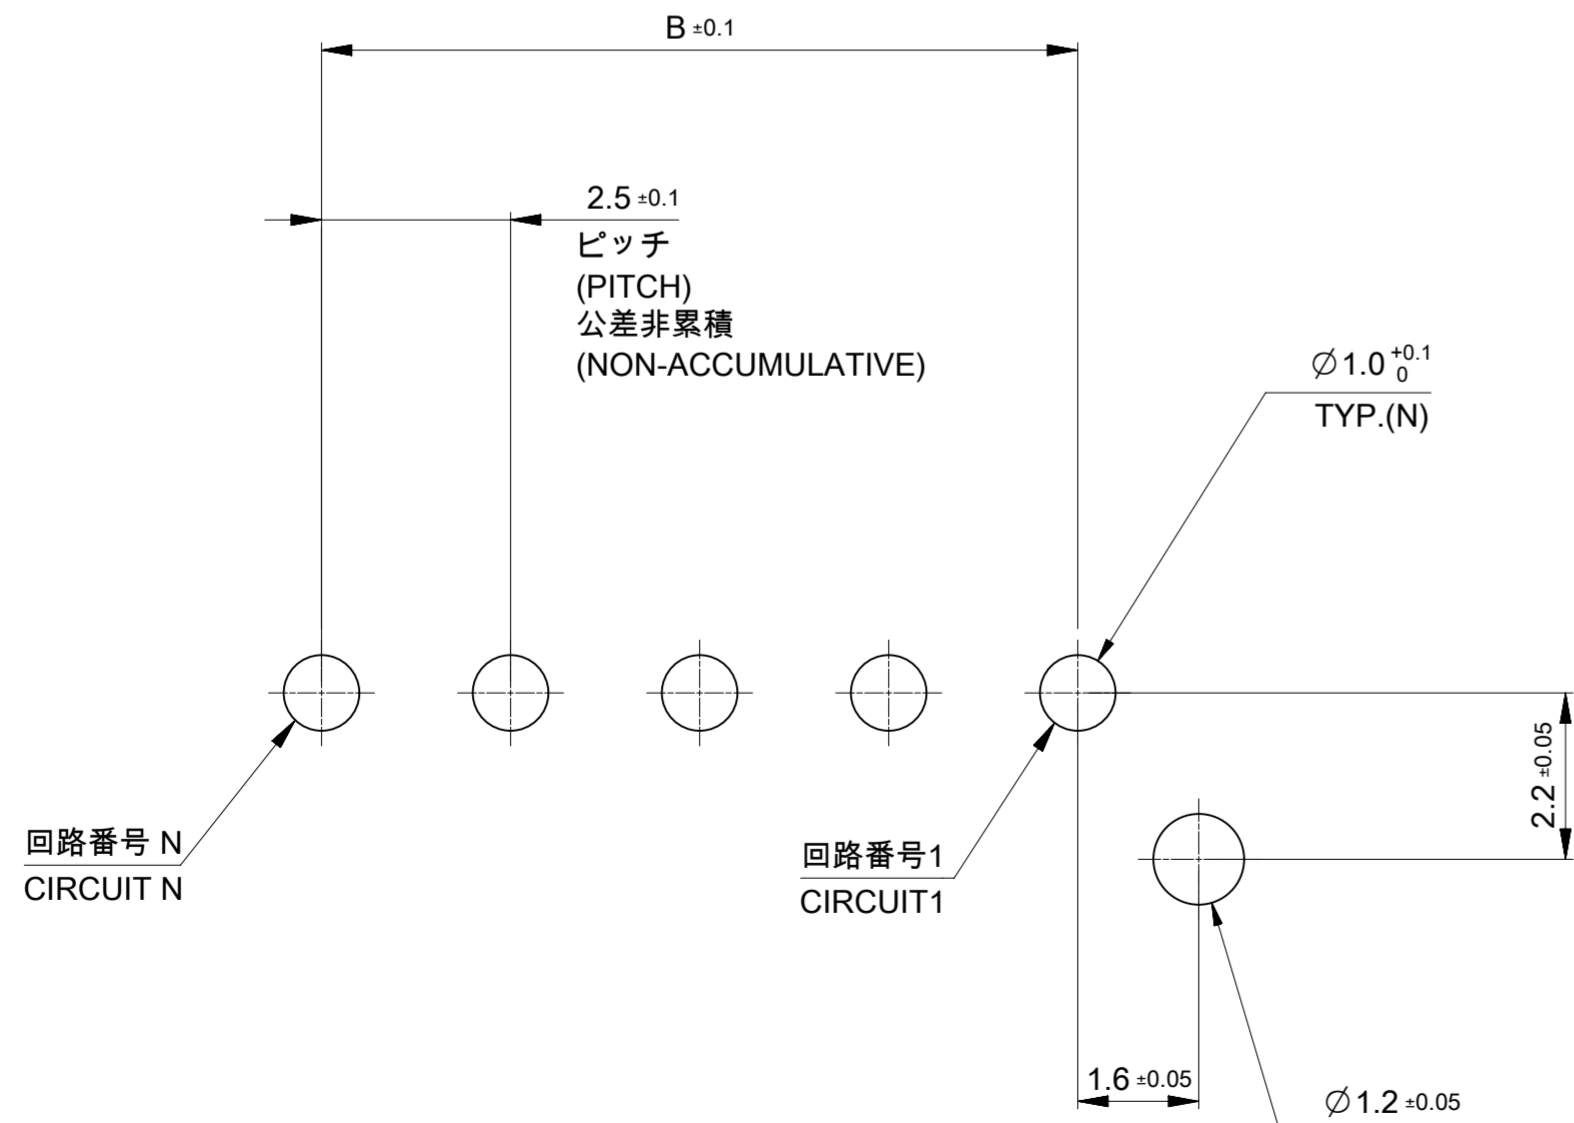 B ±0.1
2.5 ±0.1
ピッチ
(PITCH)
公差非累積
(NON-ACCUMULATIVE)
∅1.0 +0.1 0
TYP.(N)
2.2 ±0.05
回路番号 N
CIRCUIT N
回路番号1
CIRCUIT1
1.6 ±0.05
∅1.2 ±0.05